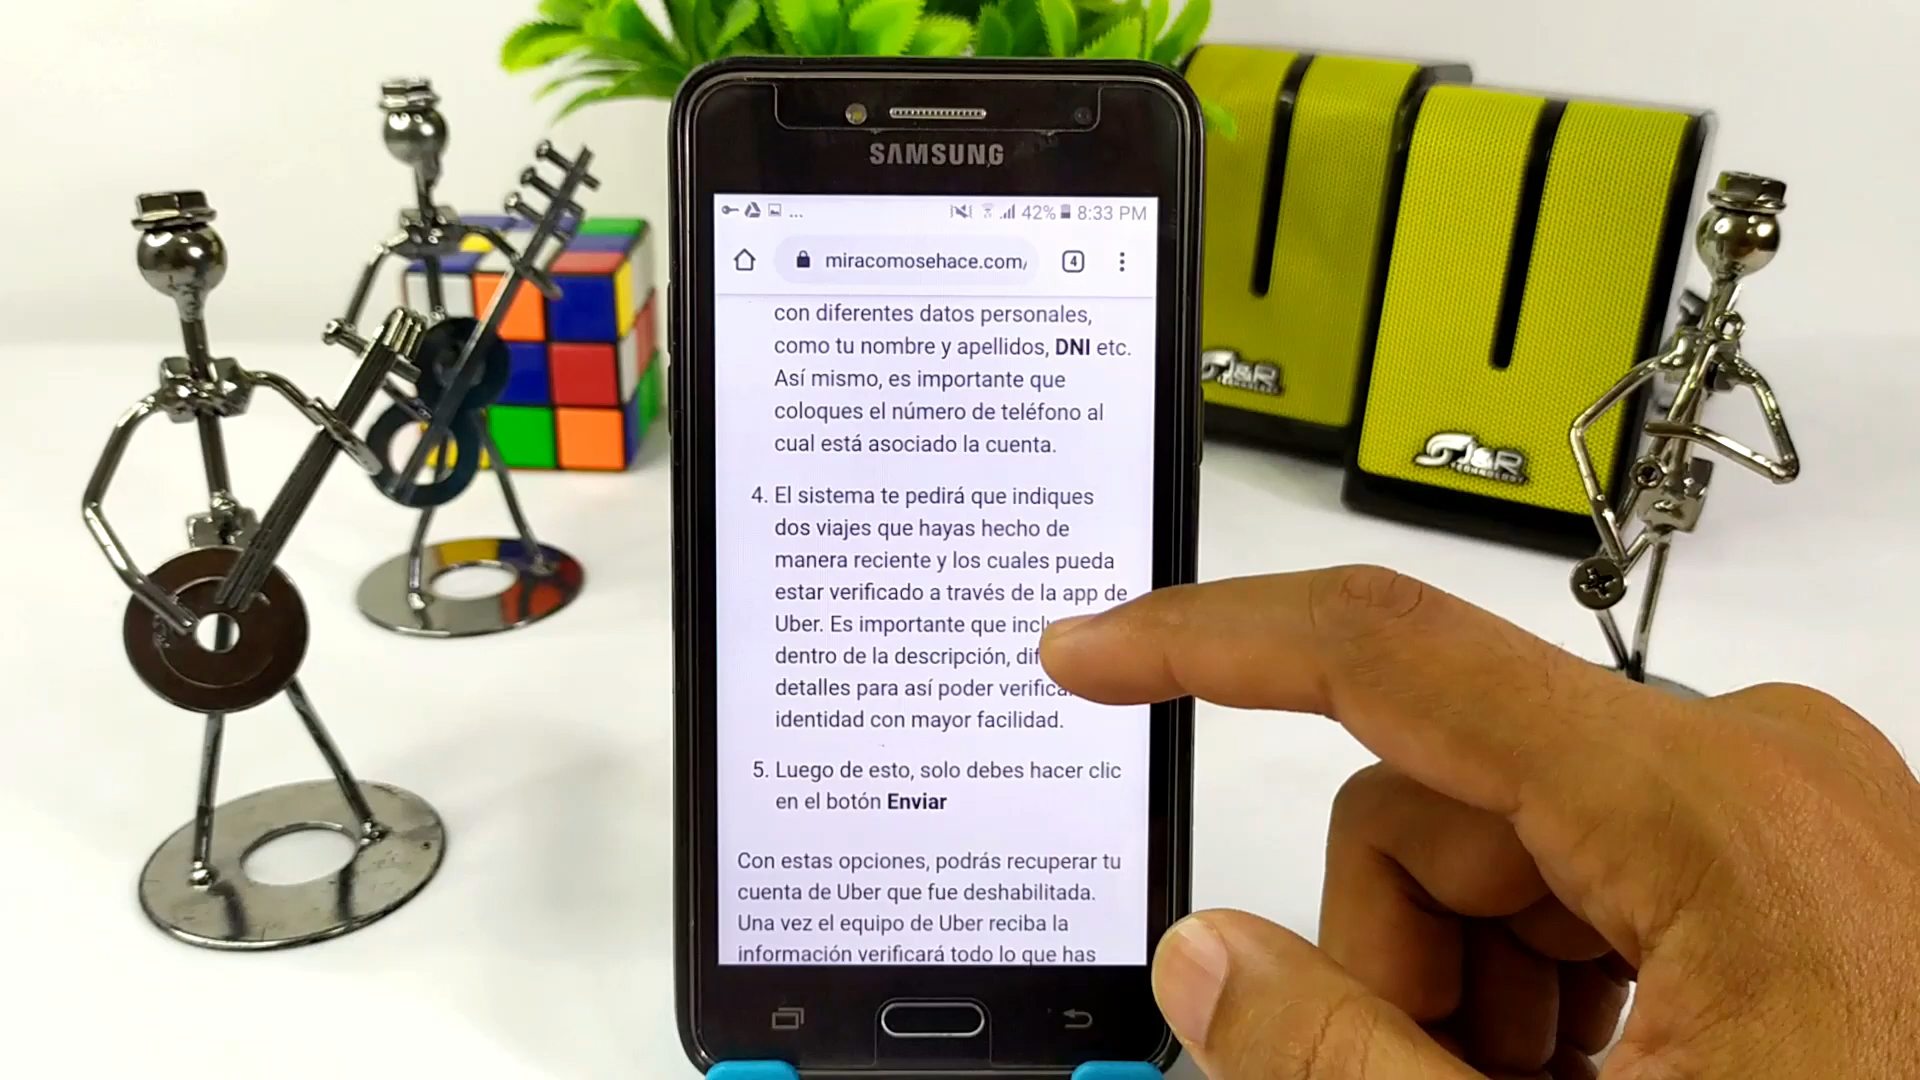 SAMSUNG
... 42% 8:33 PM
miracomosehace.com/
4
con diferentes datos personales,
como tu nombre y apellidos, DNI etc.
Así mismo, es importante que
coloques el número de teléfono al
cual está asociado la cuenta.
4. El sistema te pedirá que indiques
dos viajes que hayas hecho de
manera reciente y los cuales pueda
estar verificado a través de la app de
Uber. Es importante que
dentro de la descripción,
detalles para así poder
identidad con mayor facilidad.
5. Luego de esto, solo debes hacer clic
en el botón Enviar
Con estas opciones, podrás recuperar tu
cuenta de Uber que fue deshabilitada.
Una vez el equipo de Uber reciba la
información verificará todo lo que has
J&R
TECHNOLOGY
J&R
TECHNOLOGY